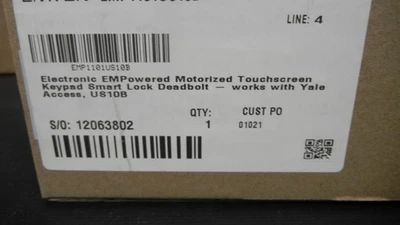 LINE: 4
EMP1101US10B
Electronic EMPowered Motorized Touchscreen
Keypad Smart Lock Deadbolt — works with Yale
Access, US10B
QTY: CUST PO
S/O: 12063802 1 01021